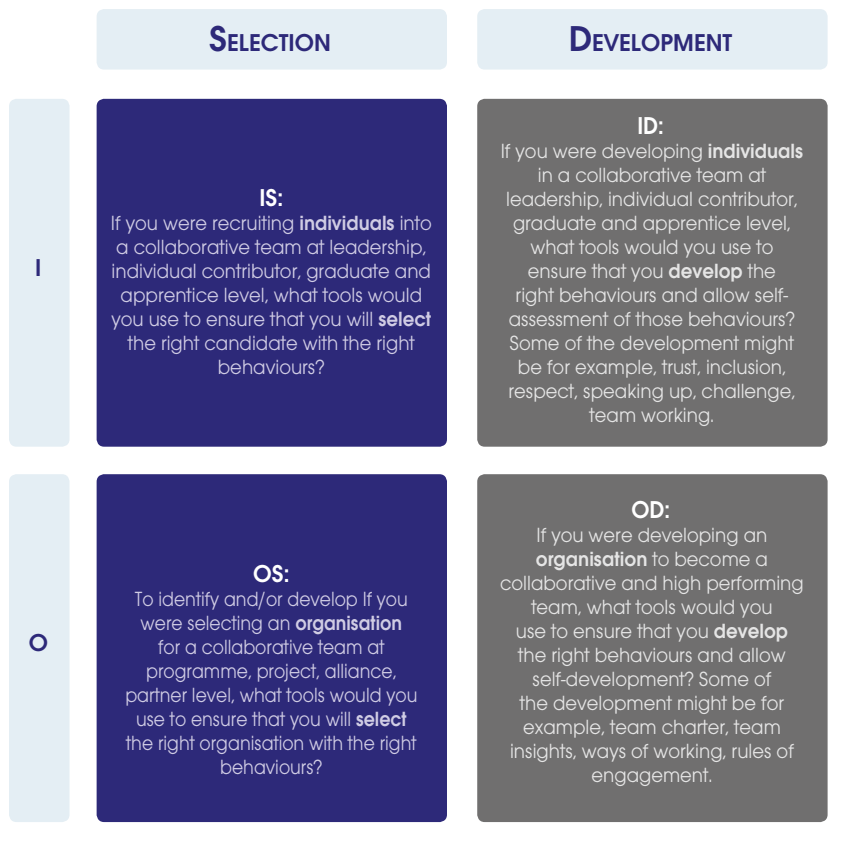 SELECTION
DEVELOPMENT
I
IS:
If you were recruiting individuals into
a collaborative team at leadership,
individual contributor, graduate and
apprentice level, what tools would
you use to ensure that you will select
the right candidate with the right
behaviours?
ID:
If you were developing individuals
in a collaborative team at
leadership, individual contributor,
graduate and apprentice level,
what tools would you use to
ensure that you develop the
right behaviours and allow self-
assessment of those behaviours?
Some of the development might
be for example, trust, inclusion,
respect, speaking up, challenge,
team working.
O
OS:
To identify and/or develop If you
were selecting an organisation
for a collaborative team at
programme, project, alliance,
partner level, what tools would you
use to ensure that you will select
the right organisation with the right
behaviours?
OD:
If you were developing an
organisation to become a
collaborative and high performing
team, what tools would you
use to ensure that you develop
the right behaviours and allow
self-development? Some of
the development might be for
example, team charter, team
insights, ways of working, rules of
engagement.